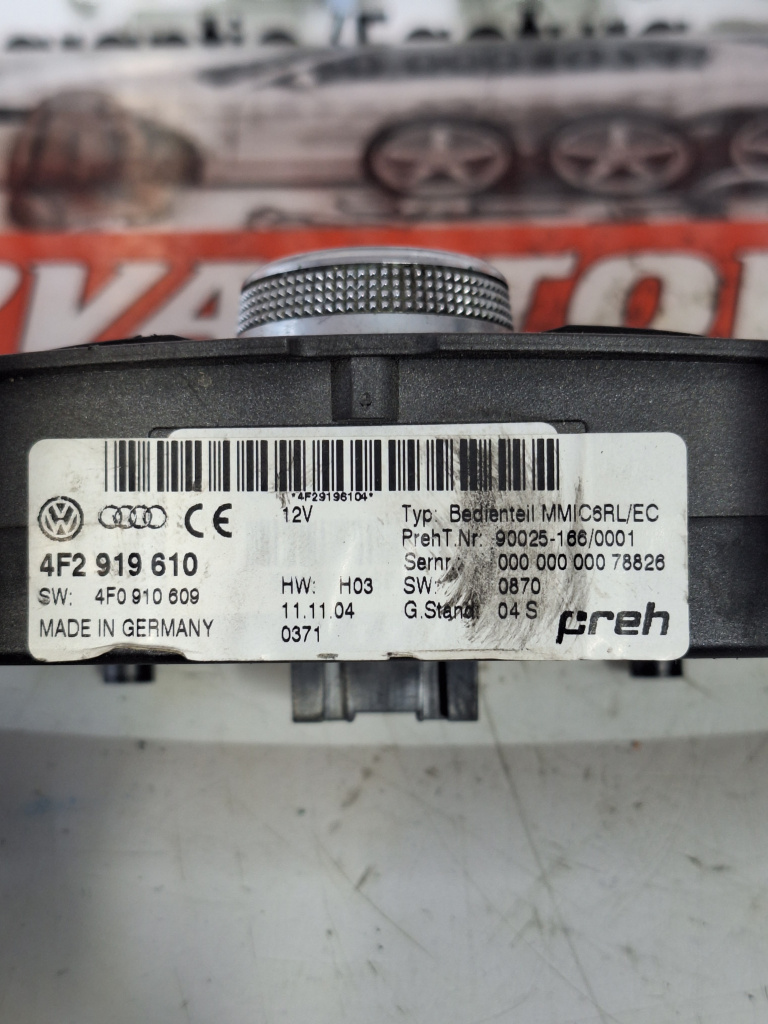 *4F29196104*
12V
Typ: Bedienteil MMIC6RL/EC
PrehT.Nr: 90025-166/0001
4F2 919 610
Sernr.: 000 000 000 78826
SW: 4F0 910 609
HW: H03
SW: 0870
MADE IN GERMANY
11.11.04
G.Stand: 04 S
0371
preh